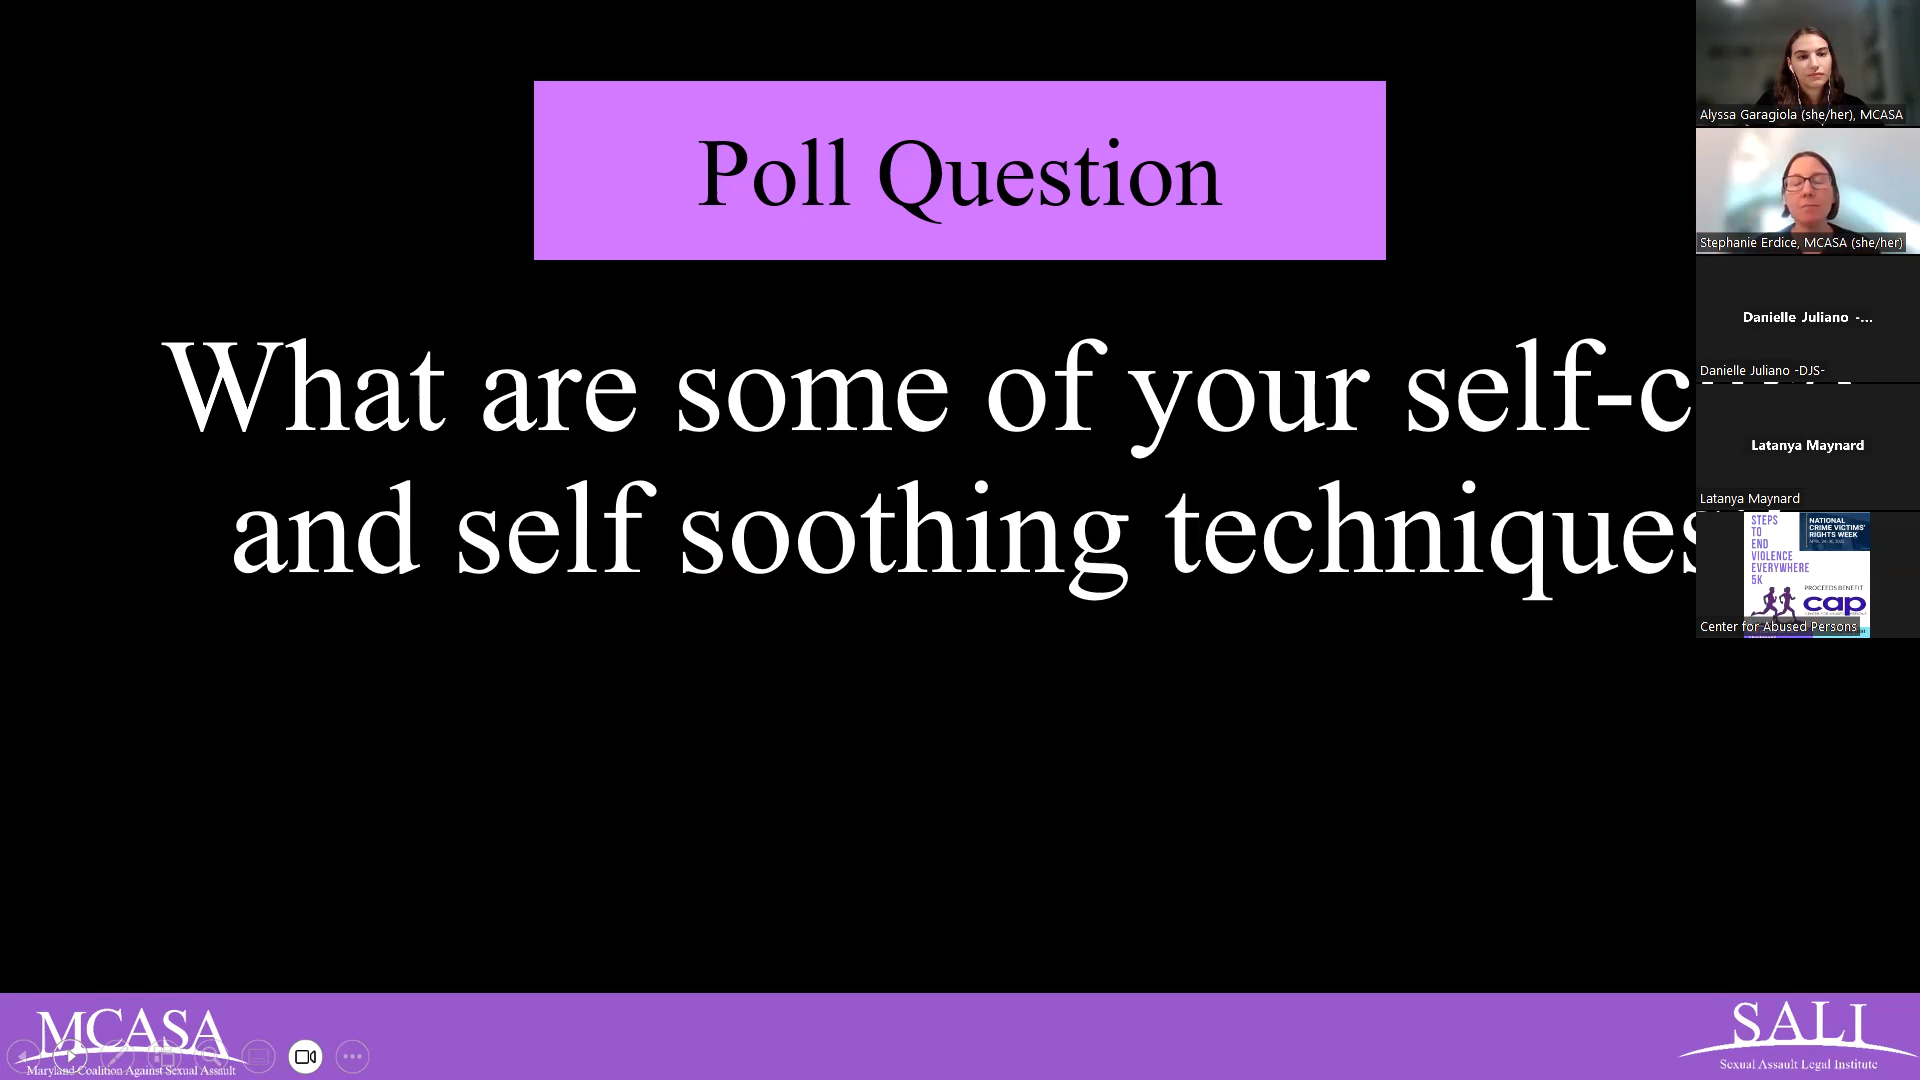 Poll Question
What are some of your self-c
and self soothing techniques
Alyssa Garagiola (she/her), MCASA
Stephanie Erdice, MCASA (she/her)
Danielle Juliano -...
Danielle Juliano -DJS-
Latanya Maynard
Latanya Maynard
STEPS
TO
END
VIOLENCE
EVERYWHERE
5K
NATIONAL
CRIME VICTIMS'
RIGHTS WEEK
PROCEEDS BENEFIT
cap
Center for Abused Persons
MCASA
Maryland Coalition Against Sexual Assault
SALI
Sexual Assault Legal Institute